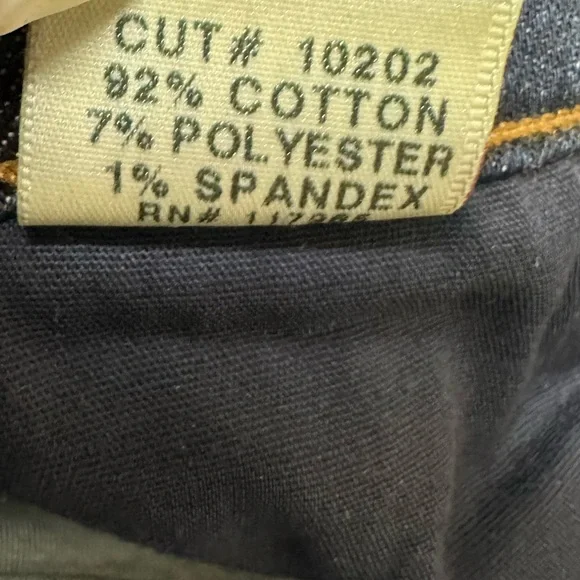 CUT# 10202
92% COTTON
7% POLYESTER
1% SPANDEX
RN#